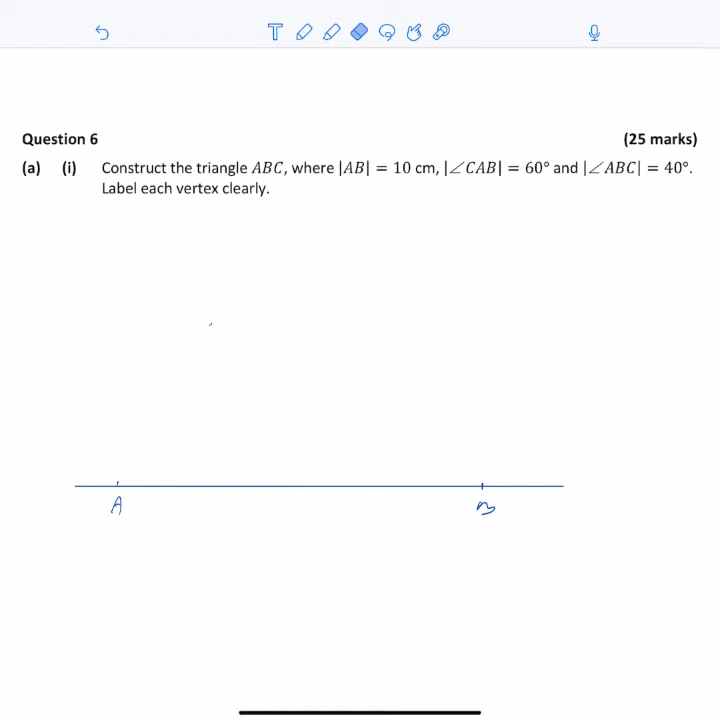 Question 6 (25 marks)
(a) (i) Construct the triangle ABC, where |AB| = 10 cm, |∠CAB| = 60° and |∠ABC| = 40°.
Label each vertex clearly.
A B